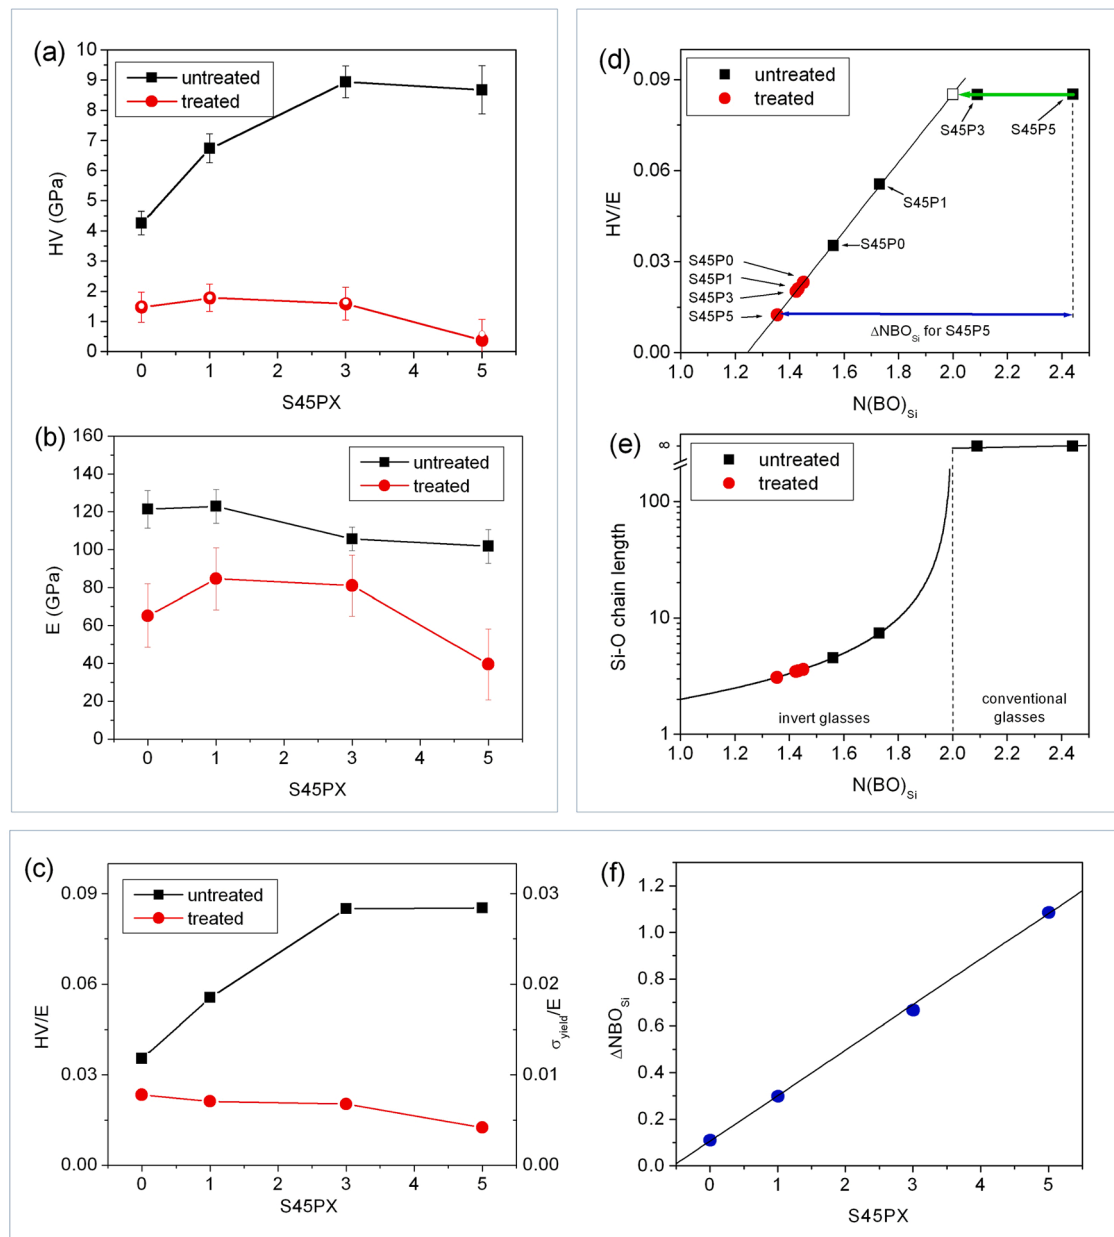 (a)
10
9
8
7
6
5
4
3
2
1
0
HV (GPa)
untreated
treated
0 1 2 3 4 5
S45PX
(b)
160
140
120
100
80
60
40
20
0
E (GPa)
untreated
treated
0 1 2 3 4 5
S45PX
(d)
0.09
0.06
0.03
0.00
HV/E
untreated
treated
S45P3
S45P5
S45P1
S45P0
S45P0
S45P1
S45P3
S45P5
ΔNBOSi for S45P5
1.0 1.2 1.4 1.6 1.8 2.0 2.2 2.4
N(BO)Si
(e)
∞
100
10
1
Si-O chain length
untreated
treated
invert glasses
conventional
glasses
1.0 1.2 1.4 1.6 1.8 2.0 2.2 2.4
N(BO)Si
(c)
0.09
0.06
0.03
0.00
HV/E
untreated
treated
0.03
0.02
0.01
0.00
σyield/E
0 1 2 3 4 5
S45PX
(f)
1.2
1.0
0.8
0.6
0.4
0.2
0.0
ΔNBOSi
0 1 2 3 4 5
S45PX